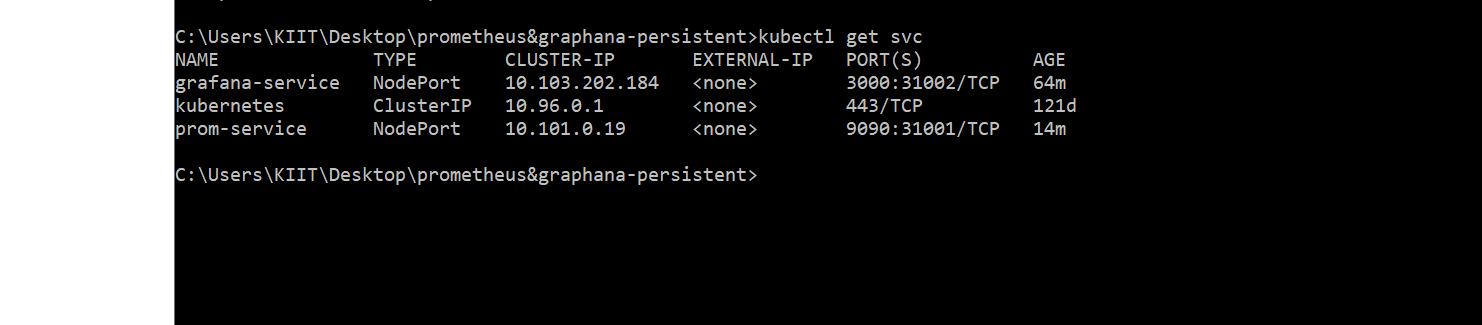 C:\Users\KIIT\Desktop\prometheus&graphana-persistent>kubectl get svc
NAME TYPE CLUSTER-IP EXTERNAL-IP PORT(S) AGE
grafana-service NodePort 10.103.202.184 <none> 3000:31002/TCP 64m
kubernetes ClusterIP 10.96.0.1 <none> 443/TCP 121d
prom-service NodePort 10.101.0.19 <none> 9090:31001/TCP 14m
C:\Users\KIIT\Desktop\prometheus&graphana-persistent>